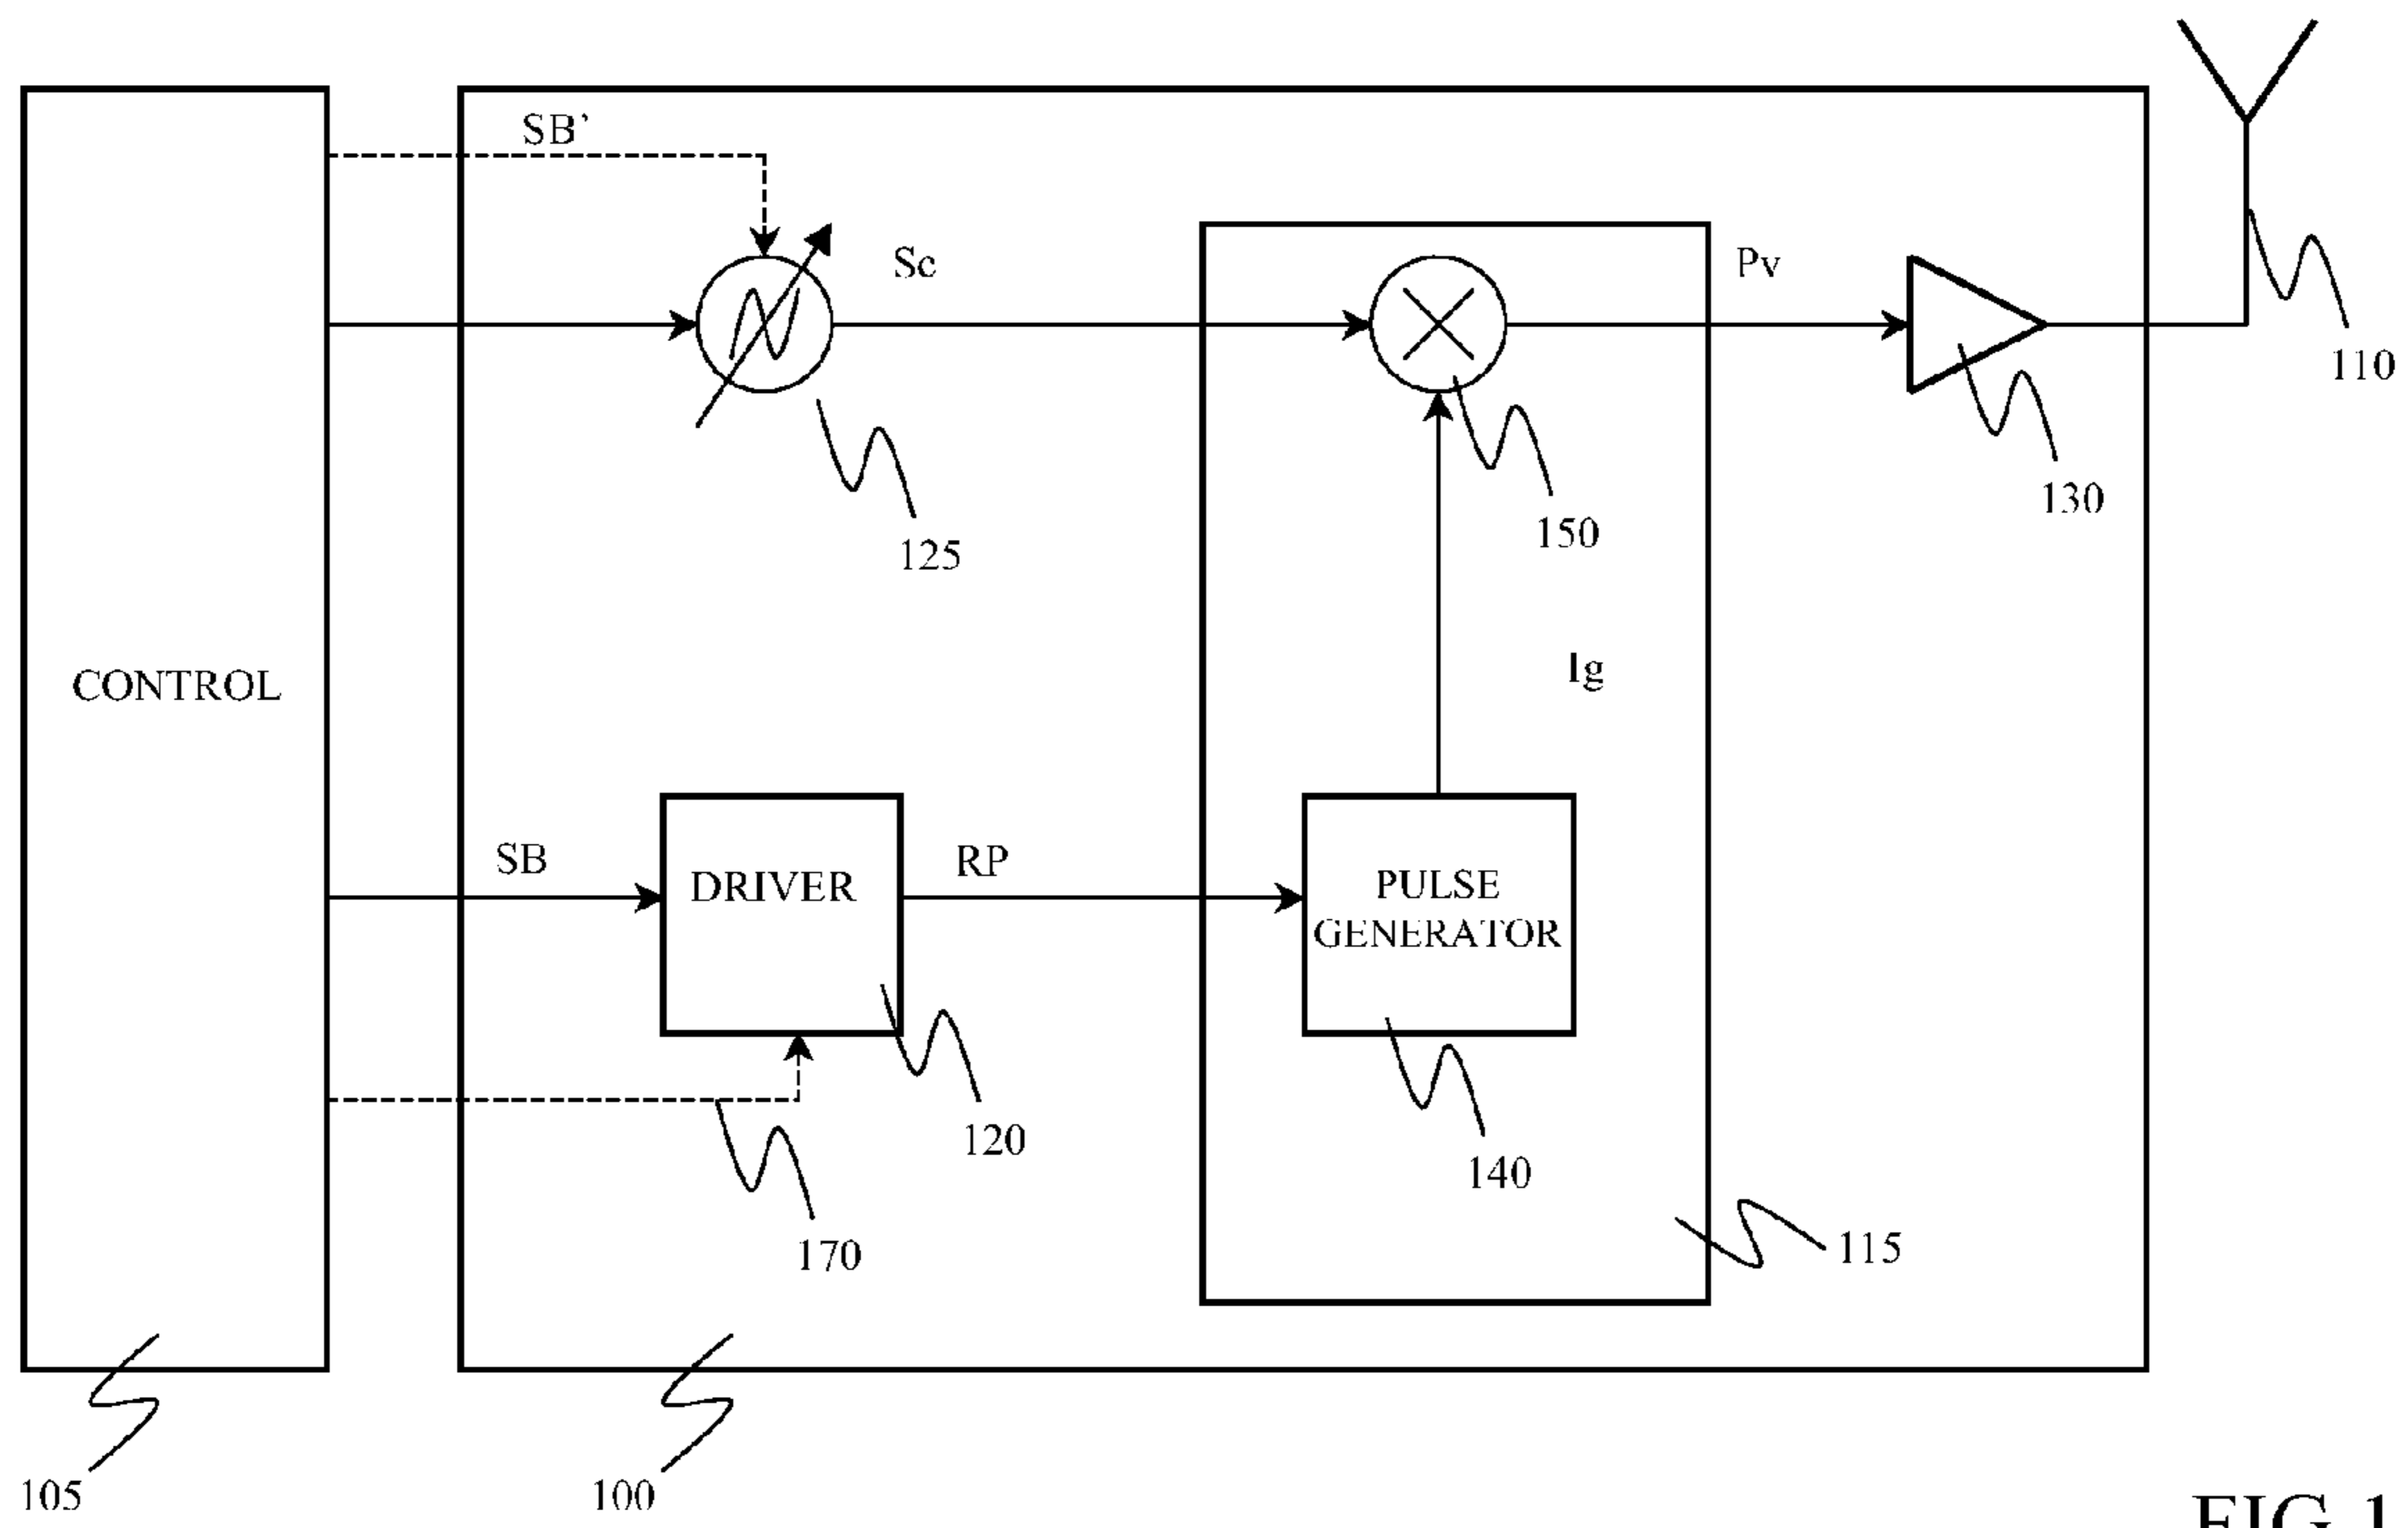 SB’
Sc
Pv
110
130
150
125
Ig
CONTROL
SB
DRIVER
RP
PULSE
GENERATOR
120
140
170
115
105
100
FIG.1